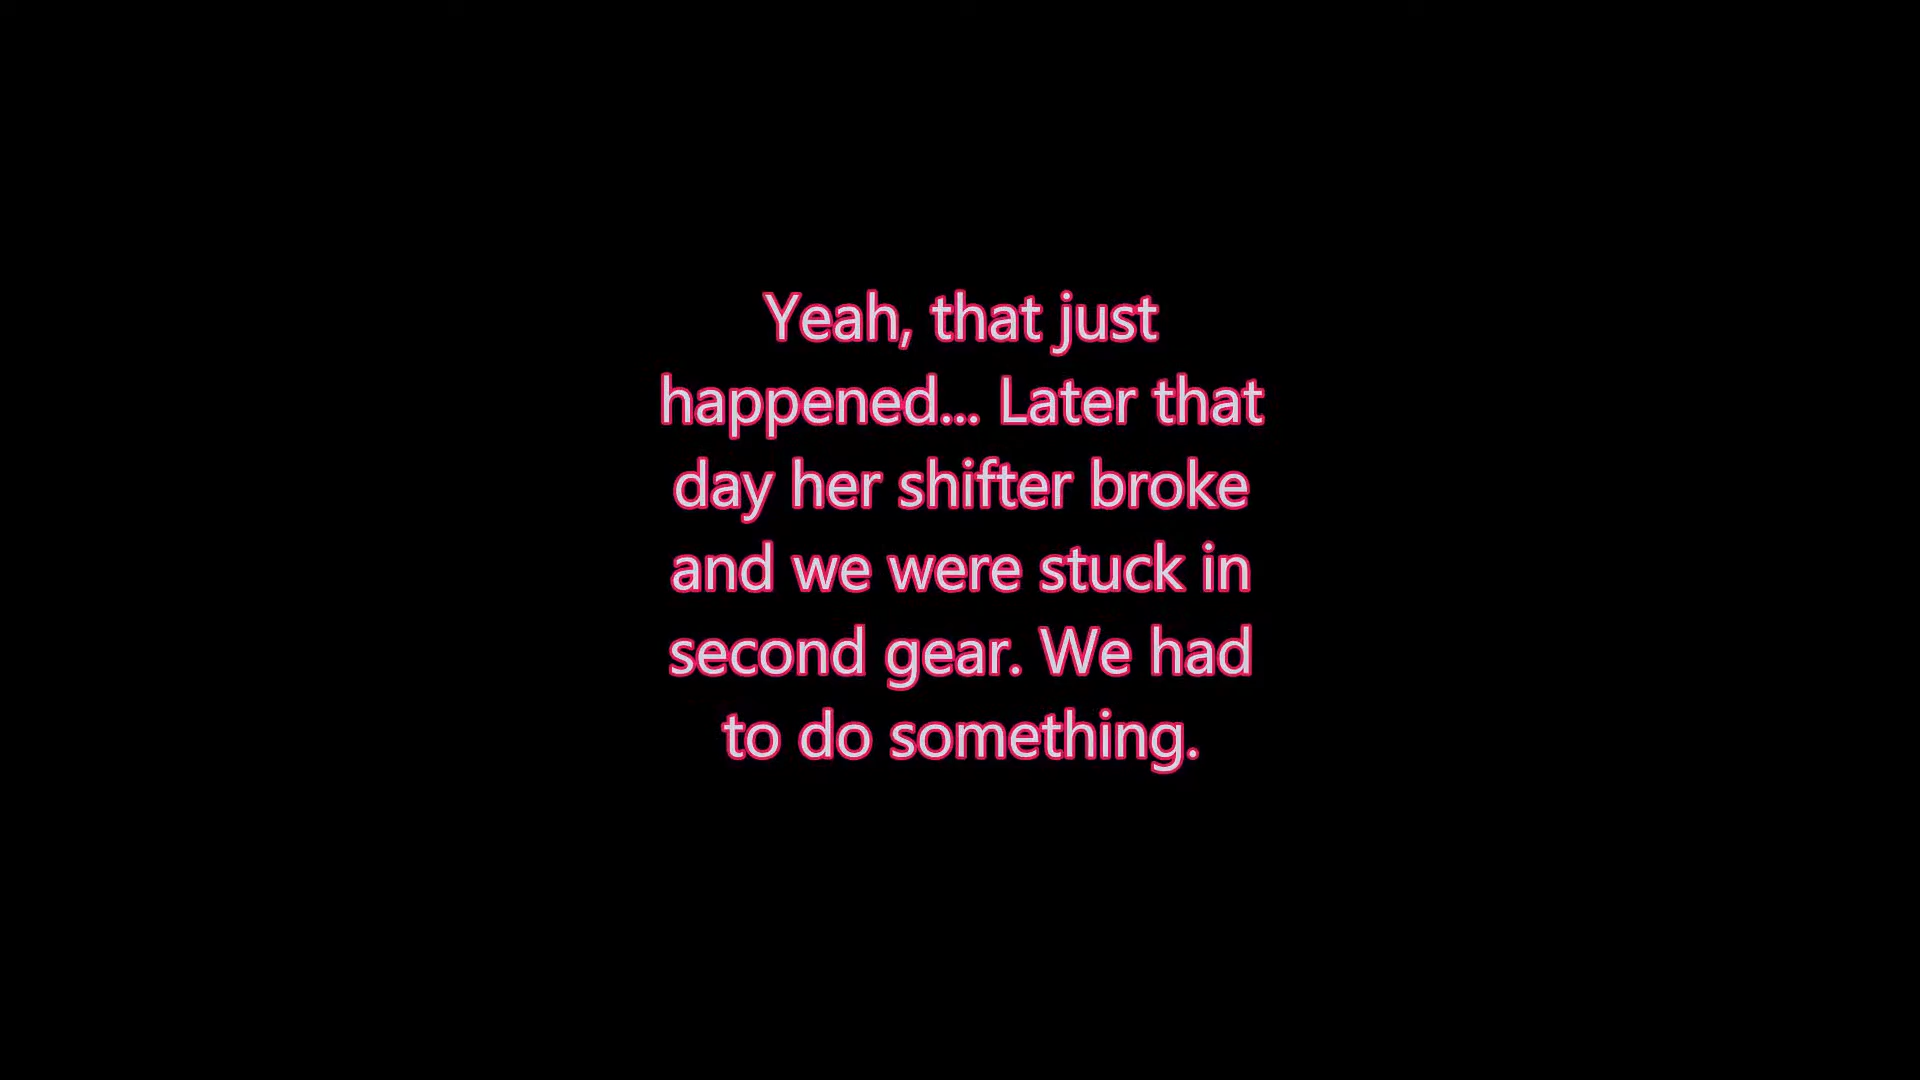 Yeah, that just
happened... Later that
day her shifter broke
and we were stuck in
second gear. We had
to do something.